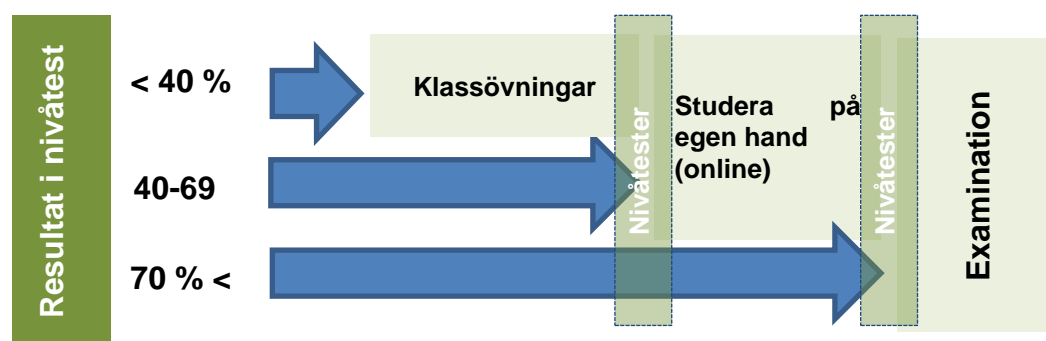 Resultat i nivåtest
< 40 %
40-69
70 % <
Klassövningar
Nivåtester
Studera på
egen hand
(online)
Nivåtester
Examination